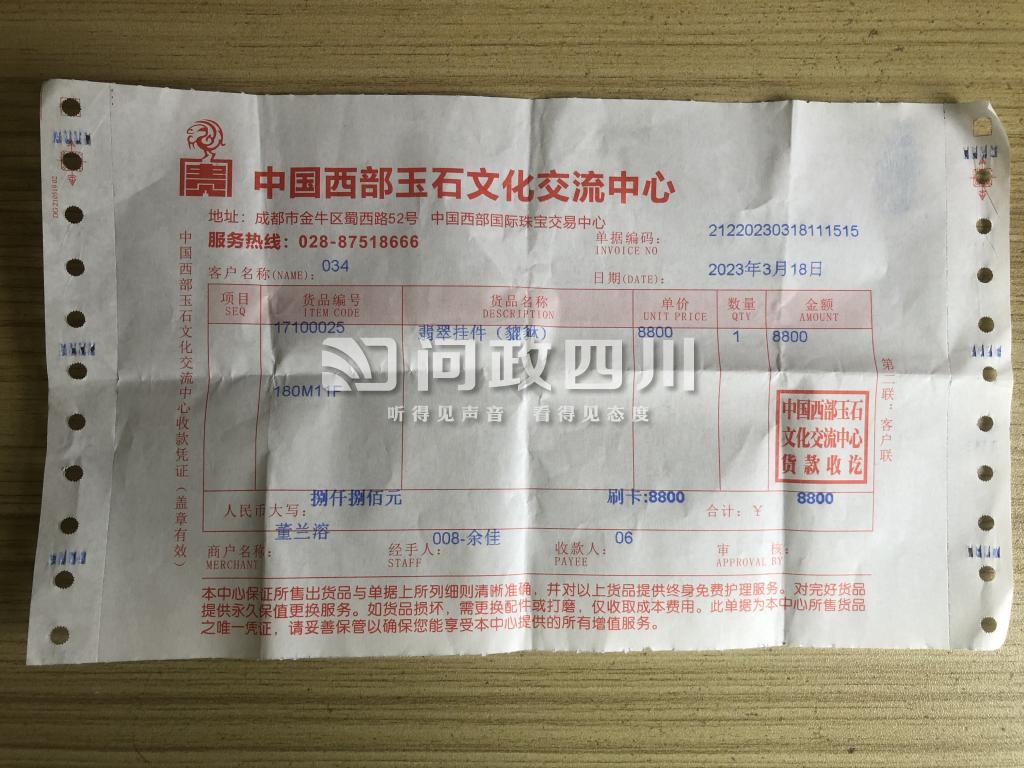 贵
中国西部玉石文化交流中心
地址：成都市金牛区蜀西路52号 中国西部国际珠宝交易中心
服务热线：028-87518666
单据编码： 21220230318111515
INVOICE NO
客户名称(NAME)： 034
日期(DATE)： 2023年3月18日
项目 货品编号 货品名称 单价 数量 金额
SEQ ITEM CODE DESCRIPTION UNIT PRICE QTY AMOUNT
17100025 翡翠挂件（貔貅） 8800 1 8800
问政四川
180M11F
听得见声音 看得见态度
中国西部玉石
文化交流中心
货款收讫
人民币大写： 捌仟捌佰元 刷卡:8800 合计：￥ 8800
商户名称： 董兰溶 经手人： 008-余佳 收款人： 06 审 核：
MERCHANT STAFF PAYEE APPROVAL BY
本中心保证所售出货品与单据上所列细则清晰准确，并对以上货品提供终身免费护理服务。对完好货品
提供永久保值更换服务。如货品损坏，需更换配件或打磨，仅收取成本费用。此单据为本中心所售货品
之唯一凭证，请妥善保管以确保您能享受本中心提供的所有增值服务。
中国西部玉石文化交流中心收款凭证（盖章有效）
第二联：客户联